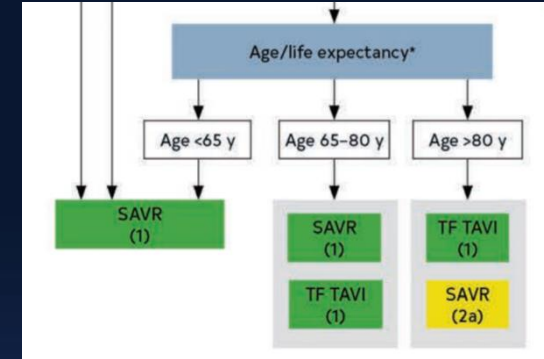 Age/life expectancy*
Age <65 y
Age 65–80 y
Age >80 y
SAVR
(1)
SAVR
(1)
TF TAVI
(1)
TF TAVI
(1)
SAVR
(2a)